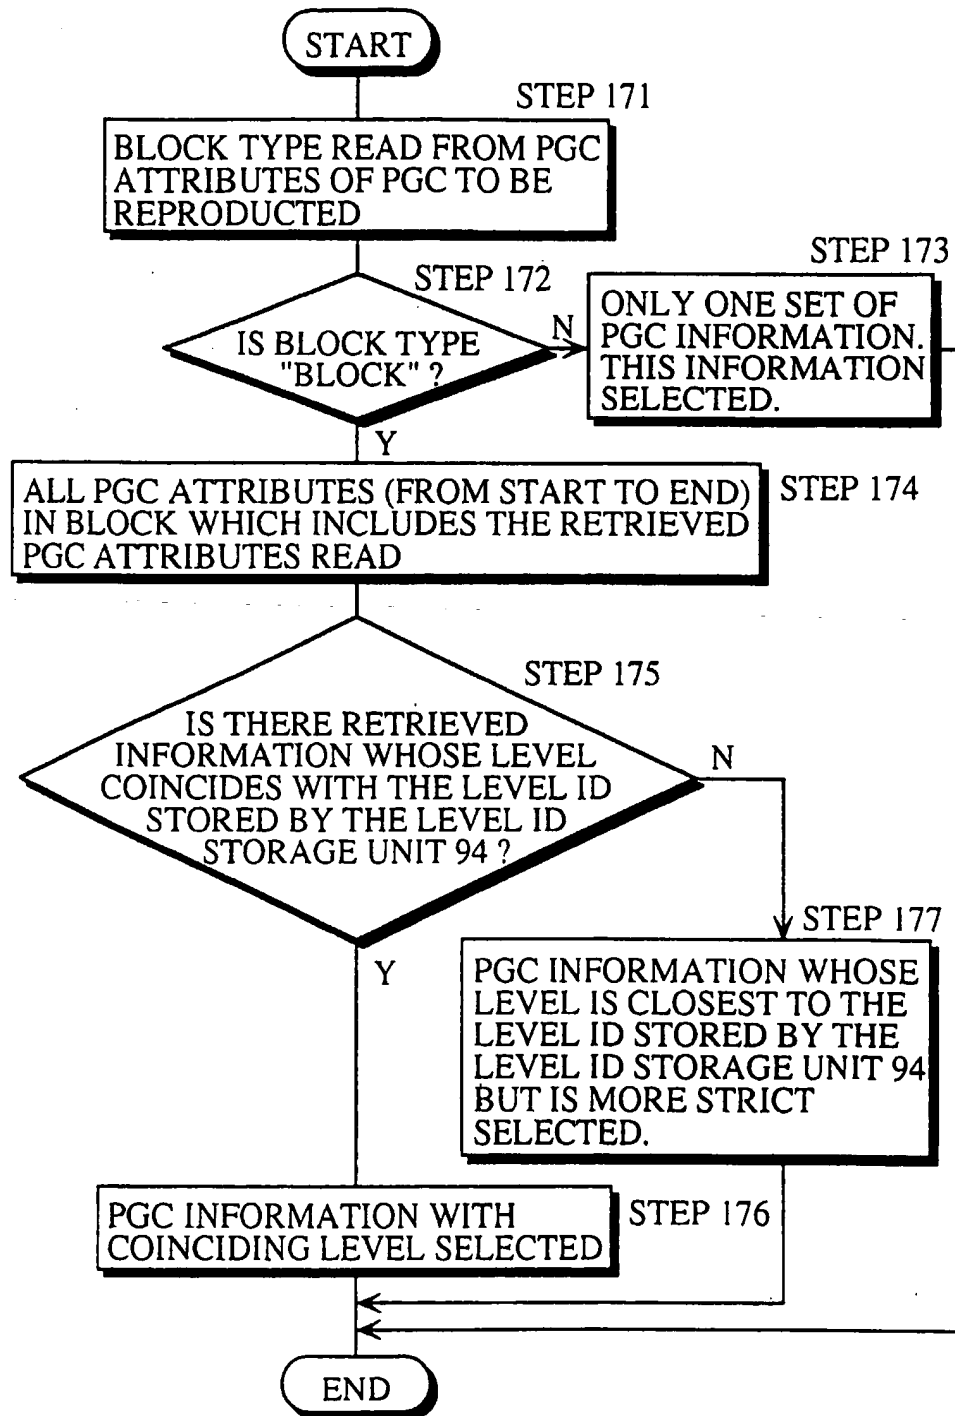 START
STEP 171
BLOCK TYPE READ FROM PGC
ATTRIBUTES OF PGC TO BE
REPRODUCTED
STEP 172
IS BLOCK TYPE
"BLOCK" ?
N
STEP 173
ONLY ONE SET OF
PGC INFORMATION.
THIS INFORMATION
SELECTED.
Y
ALL PGC ATTRIBUTES (FROM START TO END)
IN BLOCK WHICH INCLUDES THE RETRIEVED
PGC ATTRIBUTES READ
STEP 174
STEP 175
IS THERE RETRIEVED
INFORMATION WHOSE LEVEL
COINCIDES WITH THE LEVEL ID
STORED BY THE LEVEL ID
STORAGE UNIT 94 ?
N
STEP 177
Y
PGC INFORMATION WHOSE
LEVEL IS CLOSEST TO THE
LEVEL ID STORED BY THE
LEVEL ID STORAGE UNIT 94
BUT IS MORE STRICT
SELECTED.
PGC INFORMATION WITH
COINCIDING LEVEL SELECTED
STEP 176
END